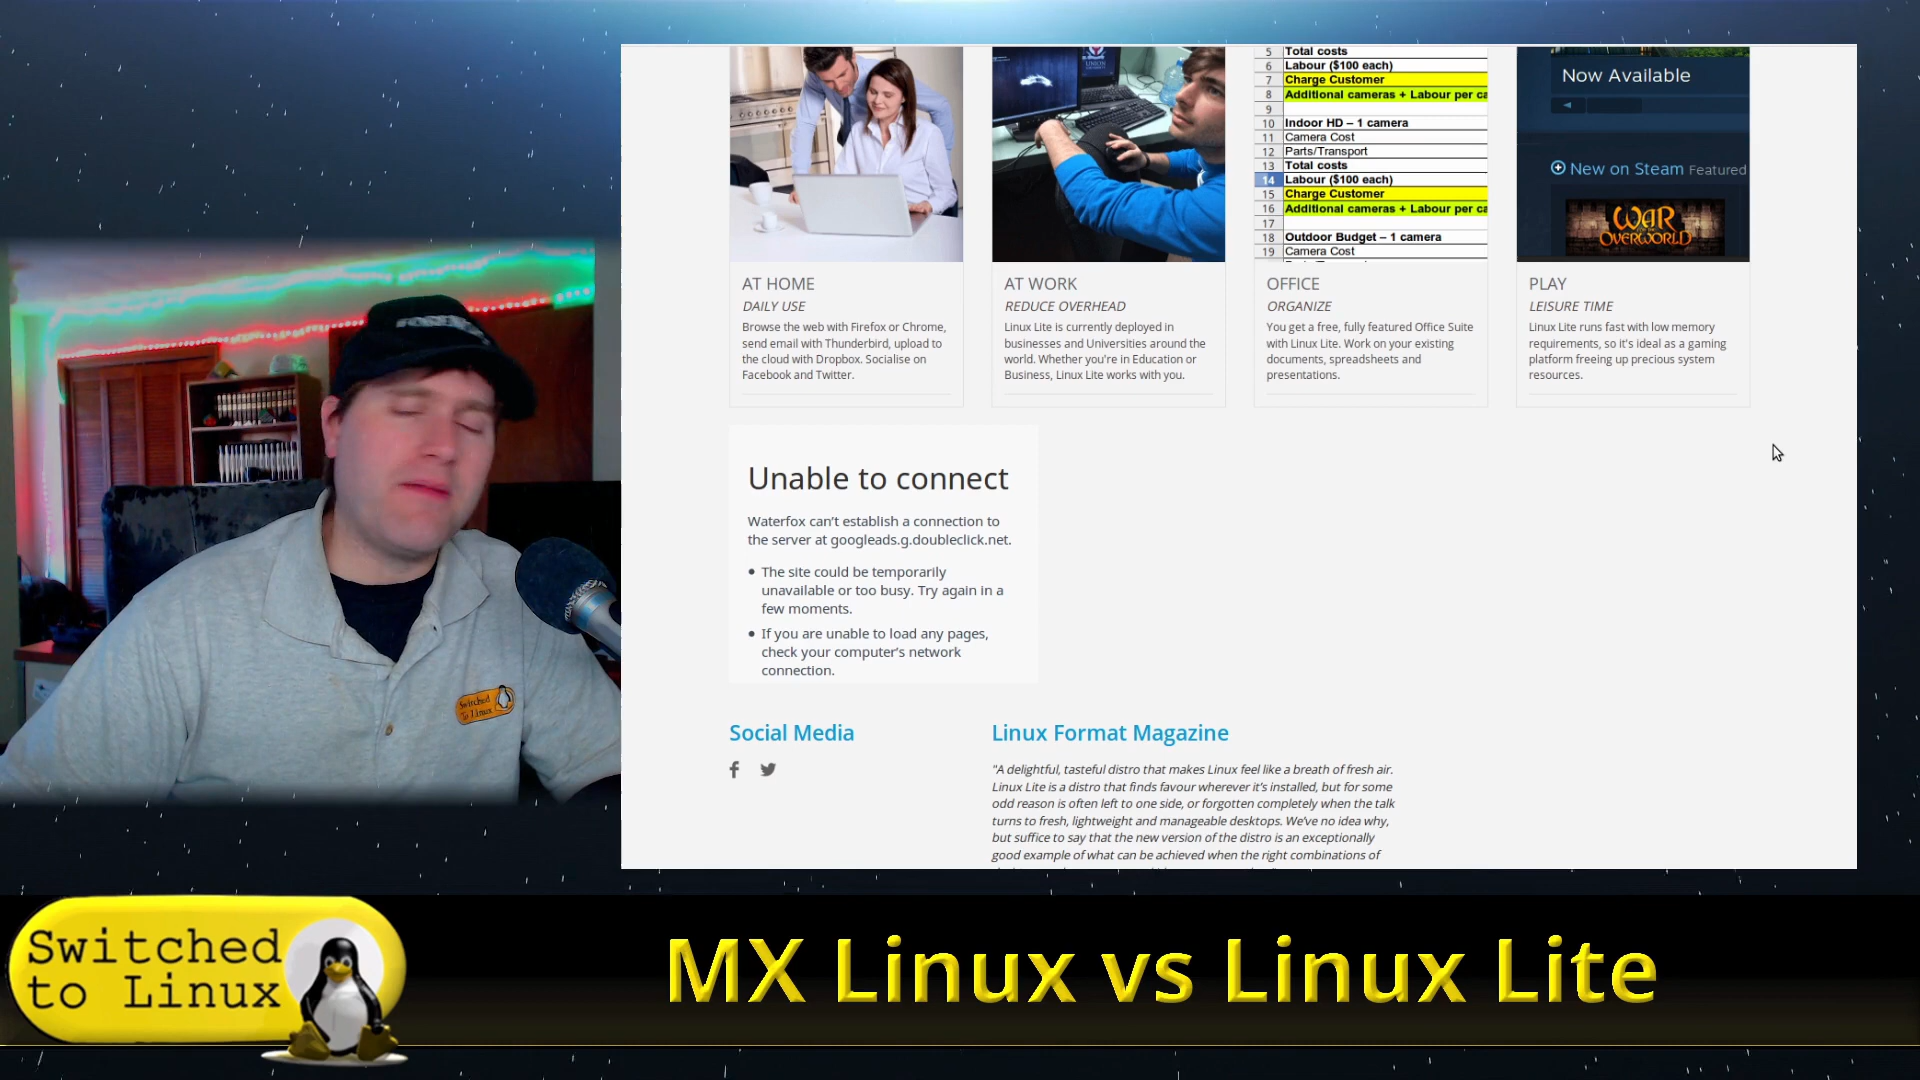 5 Total costs
6 Labour ($100 each)
7 Charge Customer
8 Additional cameras + Labour per ca
9
10 Indoor HD – 1 camera
11 Camera Cost
12 Parts/Transport
13 Total costs
14 Labour ($100 each)
15 Charge Customer
16 Additional cameras + Labour per ca
17
18 Outdoor Budget – 1 camera
19 Camera Cost
Now Available
New on Steam Featured
WAR
OVERWORLD
AT HOME
DAILY USE
Browse the web with Firefox or Chrome,
send email with Thunderbird, upload to
the cloud with Dropbox. Socialise on
Facebook and Twitter.
AT WORK
REDUCE OVERHEAD
Linux Lite is currently deployed in
businesses and Universities around the
world. Whether you're in Education or
Business, Linux Lite works with you.
OFFICE
ORGANIZE
You get a free, fully featured Office Suite
with Linux Lite. Work on your existing
documents, spreadsheets and
presentations.
PLAY
LEISURE TIME
Linux Lite runs fast with low memory
requirements, so it's ideal as a gaming
platform freeing up precious system
resources.
Unable to connect
Waterfox can’t establish a connection to
the server at googleads.g.doubleclick.net.
• The site could be temporarily
unavailable or too busy. Try again in a
few moments.
• If you are unable to load any pages,
check your computer’s network
connection.
Social Media
Linux Format Magazine
"A delightful, tasteful distro that makes Linux feel like a breath of fresh air.
Linux Lite is a distro that finds favour wherever it's installed, but for some
odd reason is often left to one side, or forgotten completely when the talk
turns to fresh, lightweight and manageable desktops. We've no idea why,
but suffice to say that the new version of the distro is an exceptionally
good example of what can be achieved when the right combinations of
Switched
To Linux
Switched
to Linux
MX Linux vs Linux Lite